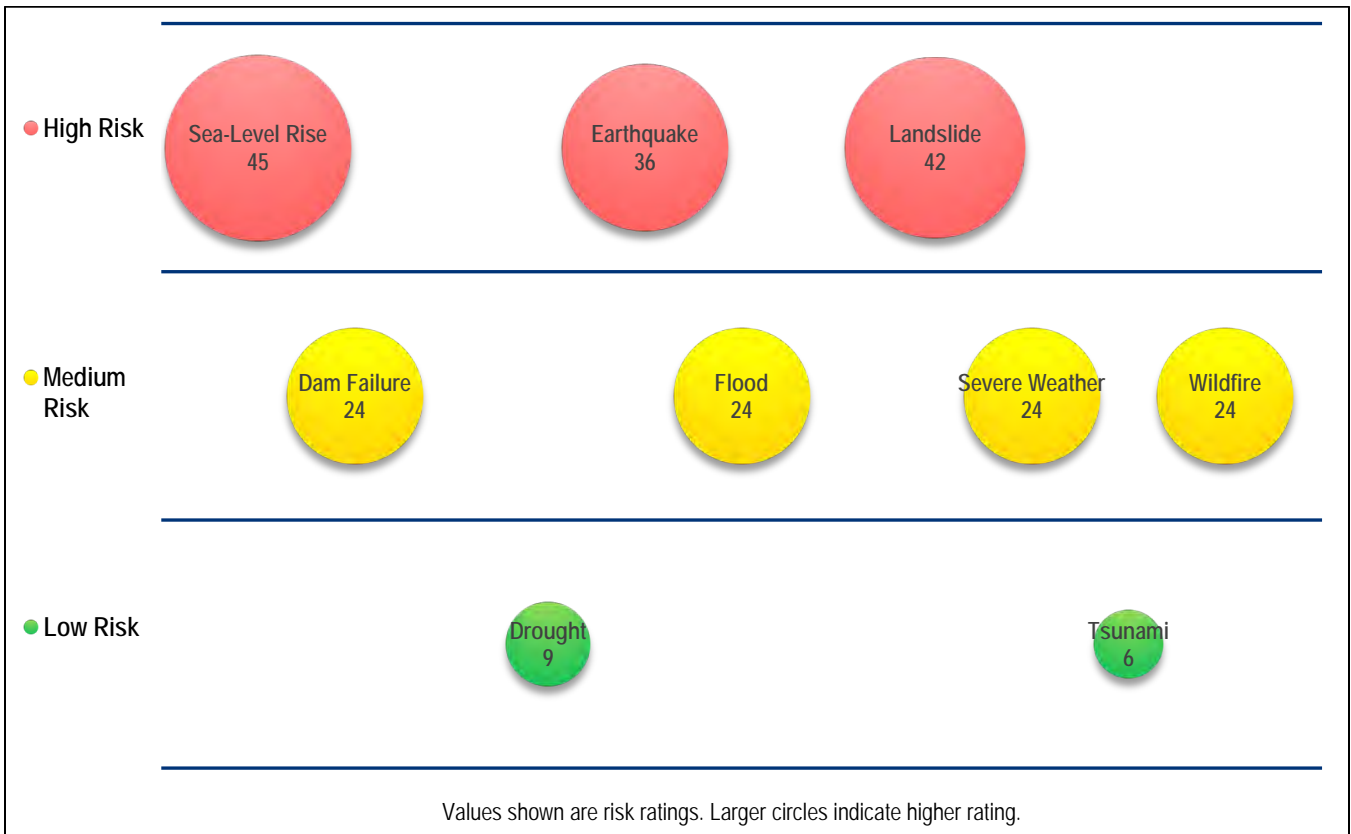 High Risk
Sea-Level Rise
45
Earthquake
36
Landslide
42
Medium
Risk
Dam Failure
24
Flood
24
Severe Weather
24
Wildfire
24
Low Risk
Drought
9
Tsunami
6
Values shown are risk ratings. Larger circles indicate higher rating.